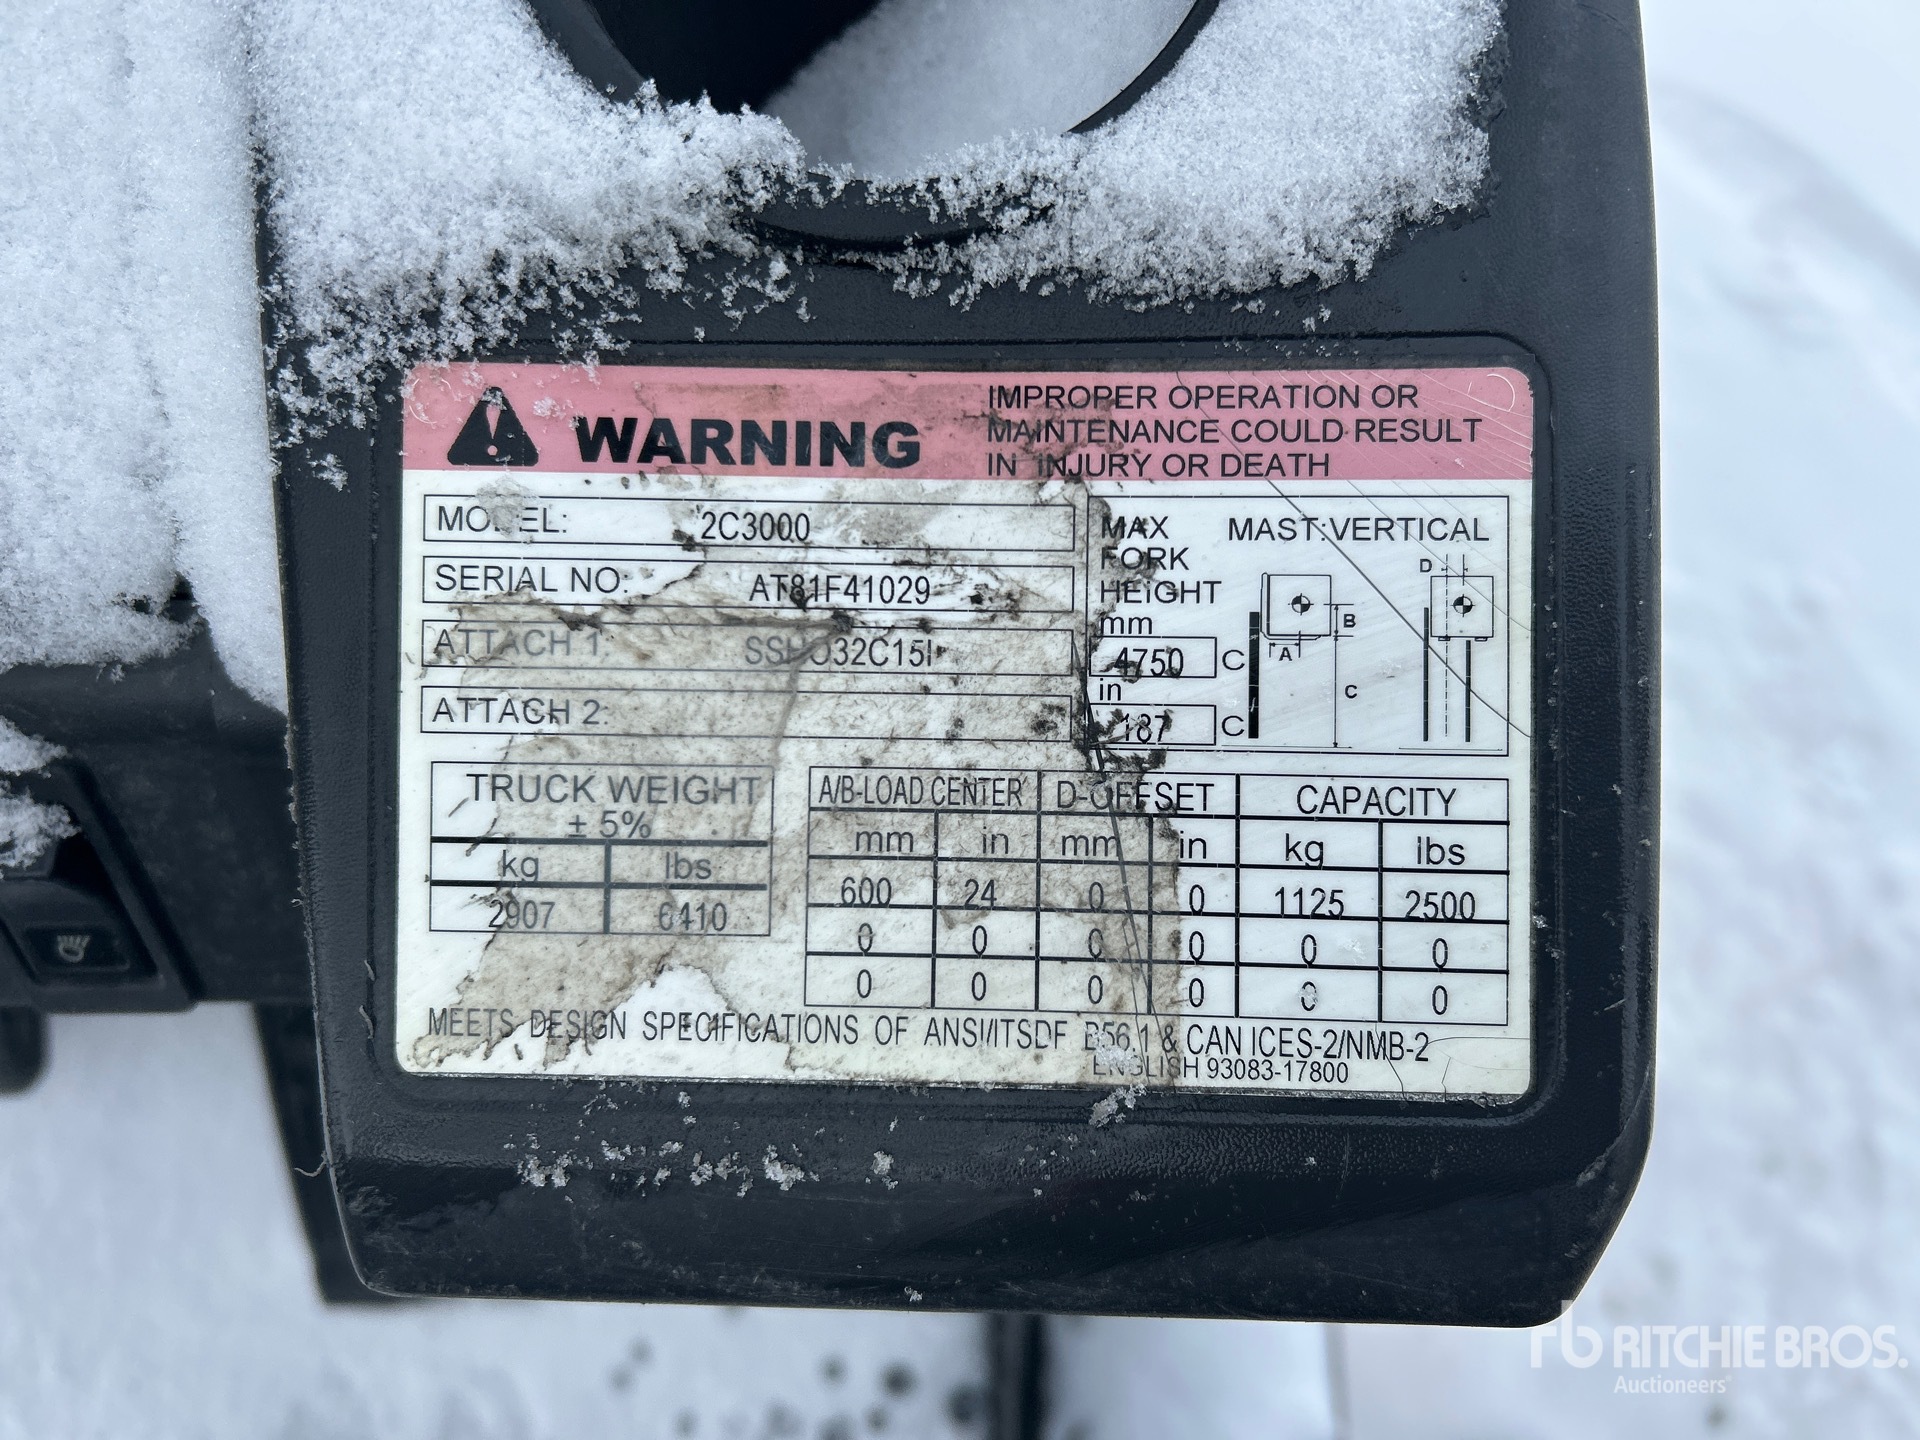 WARNING
IMPROPER OPERATION OR
MAINTENANCE COULD RESULT
IN INJURY OR DEATH
MODEL: 2C3000
SERIAL NO: AT81F41029
ATTACH 1:
ATTACH 2:
MAX
FORK
HEIGHT
mm
4750 C
in
187 C
MAST:VERTICAL
D
B
A
C
TRUCK WEIGHT
± 5%
kg lbs
2907 6410
A/B-LOAD CENTER D-OFFSET CAPACITY
mm in mm in kg lbs
600 24 0 0 1125 2500
0 0 0 0 0 0
0 0 0 0 0 0
MEETS DESIGN SPECIFICATIONS OF ANSI/ITSDF B56.1 & CAN ICES-2/NMB-2
ENGLISH 93083-17800
rb RITCHIE BROS.
Auctioneers